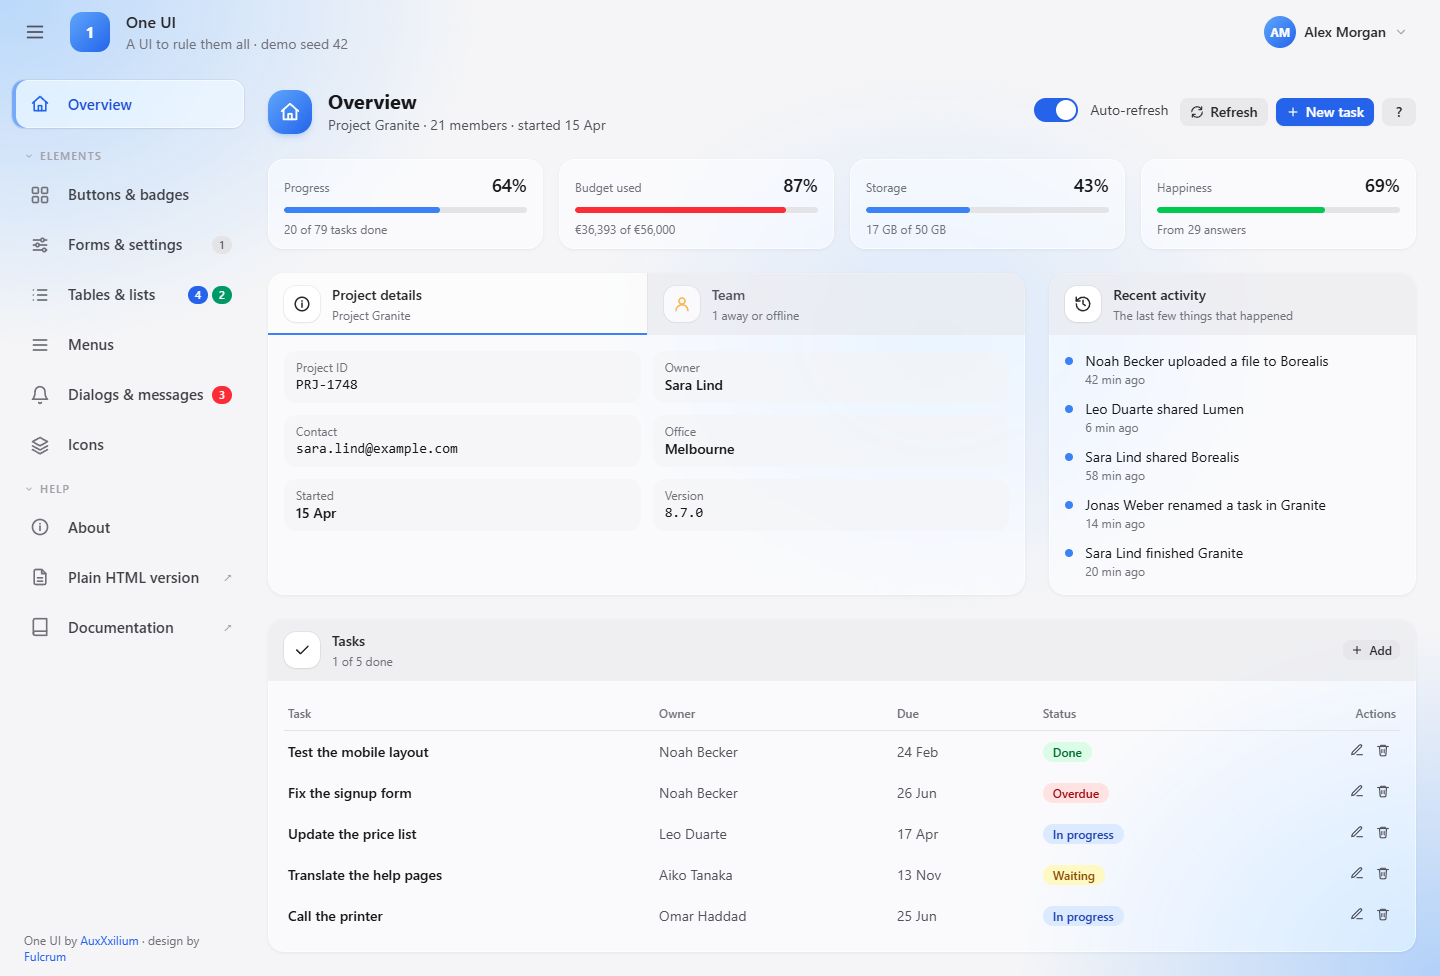 1
One UI
A UI to rule them all · demo seed 42
AM
Alex Morgan
Overview
ELEMENTS
Buttons & badges
Forms & settings 1
Tables & lists 4 2
Menus
Dialogs & messages 3
Icons
HELP
About
Plain HTML version ↗
Documentation ↗
One UI by AuxXxilium · design by
Fulcrum
Overview
Project Granite · 21 members · started 15 Apr
Auto-refresh
Refresh
+ New task
?
Progress 64%
20 of 79 tasks done
Budget used 87%
€36,393 of €56,000
Storage 43%
17 GB of 50 GB
Happiness 69%
From 29 answers
Project details
Project Granite
Team
1 away or offline
Project ID
PRJ-1748
Owner
Sara Lind
Contact
sara.lind@example.com
Office
Melbourne
Started
15 Apr
Version
8.7.0
Recent activity
The last few things that happened
Noah Becker uploaded a file to Borealis
42 min ago
Leo Duarte shared Lumen
6 min ago
Sara Lind shared Borealis
58 min ago
Jonas Weber renamed a task in Granite
14 min ago
Sara Lind finished Granite
20 min ago
Tasks
1 of 5 done
+ Add
Task Owner Due Status Actions
Test the mobile layout Noah Becker 24 Feb Done
Fix the signup form Noah Becker 26 Jun Overdue
Update the price list Leo Duarte 17 Apr In progress
Translate the help pages Aiko Tanaka 13 Nov Waiting
Call the printer Omar Haddad 25 Jun In progress